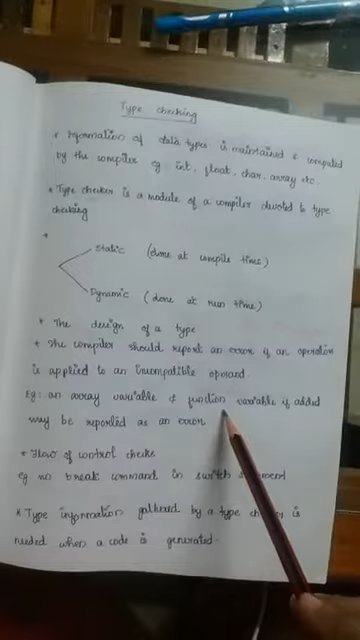 Type checking
* Information of data types is maintained & computed
by the compiler eg int, float, char, array etc.
* Type checker is a module of a compiler devoted to type
checking
*
Static (done at compile time)
Dynamic (done at run time)
* The design of a type
* The compiler should report an error if an operator
is applied to an Incompatible operand.
Eg: an array variable & function variable if added
may be reported as an error
* Flow of control checks
eg no break command in switch statement
* Type information gathered by a type checker is
needed when a code is generated.